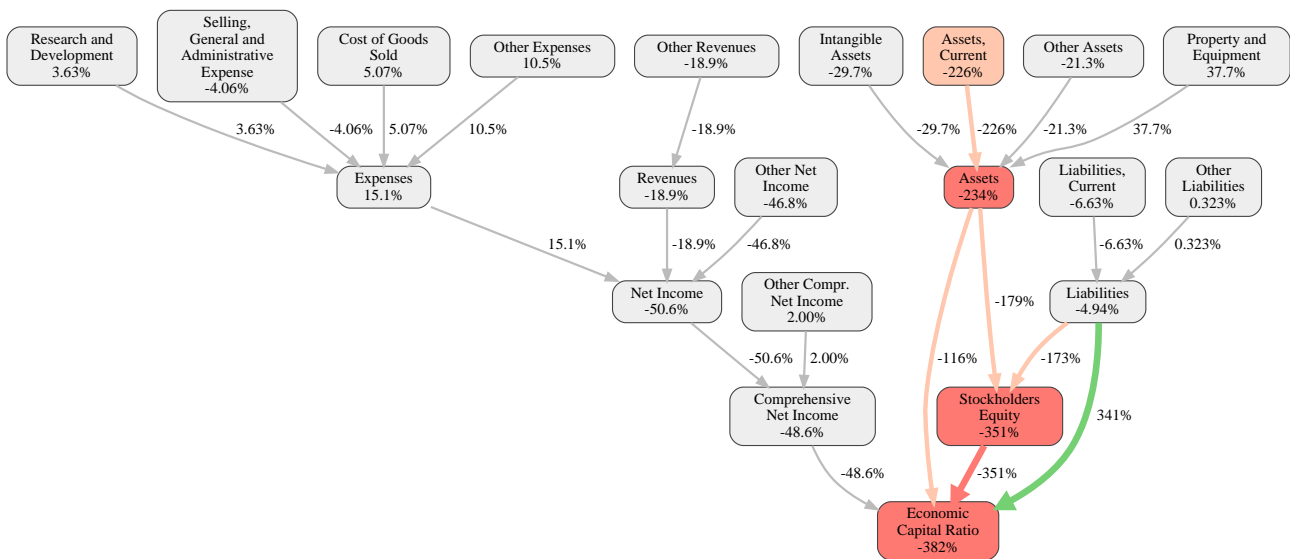 Research and
Development
3.63%
Selling,
General and
Administrative
Expense
-4.06%
Cost of Goods
Sold
5.07%
Other Expenses
10.5%
Other Revenues
-18.9%
Intangible
Assets
-29.7%
Assets,
Current
-226%
Other Assets
-21.3%
Property and
Equipment
37.7%
3.63%
-4.06%
5.07%
10.5%
-18.9%
-29.7%
-226%
-21.3%
37.7%
Expenses
15.1%
Revenues
-18.9%
Other Net
Income
-46.8%
Assets
-234%
Liabilities,
Current
-6.63%
Other
Liabilities
0.323%
15.1%
-18.9%
-46.8%
-6.63%
0.323%
Net Income
-50.6%
Other Compr.
Net Income
2.00%
-179%
Liabilities
-4.94%
-50.6%
2.00%
-116%
-173%
Comprehensive
Net Income
-48.6%
Stockholders
Equity
-351%
341%
-48.6%
-351%
Economic
Capital Ratio
-382%